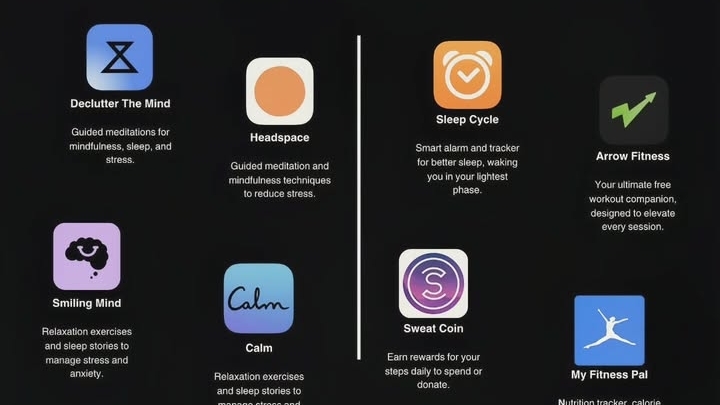 Declutter The Mind
Guided meditations for
mindfulness, sleep, and
stress.
Headspace
Guided meditation and
mindfulness techniques
to reduce stress.
Smiling Mind
Relaxation exercises
and sleep stories to
manage stress and
anxiety.
Calm
Calm
Relaxation exercises
and sleep stories to
manage stress and
Sleep Cycle
Smart alarm and tracker
for better sleep, waking
you in your lightest
phase.
Arrow Fitness
Your ultimate free
workout companion,
designed to elevate
every session.
S
Sweat Coin
Earn rewards for your
steps daily to spend or
donate.
My Fitness Pal
Nutrition tracker, calorie